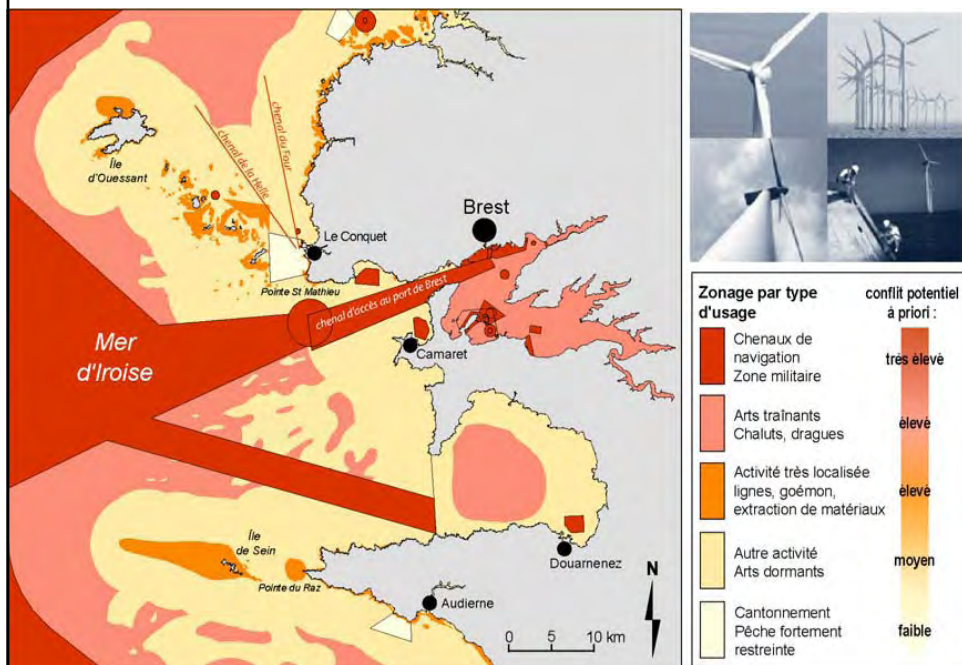 chenal du Four
chenal de la Helle
Île
d'Ouessant
Brest
Le Conquet
Pointe St Mathieu
chenal d'accès au port de Brest
Camaret
Mer
d'Iroise
Île
de Sein
Pointe du Raz
Douarnenez
Audierne
N
0 5 10 km
Zonage par type
d'usage
conflit potentiel
à priori :
Chenaux de
navigation
Zone militaire
très élevé
Arts traînants
Chaluts, dragues
élevé
Activité très localisée
lignes, goémon,
extraction de matériaux
élevé
Autre activité
Arts dormants
moyen
Cantonnement
Pêche fortement
restreinte
faible